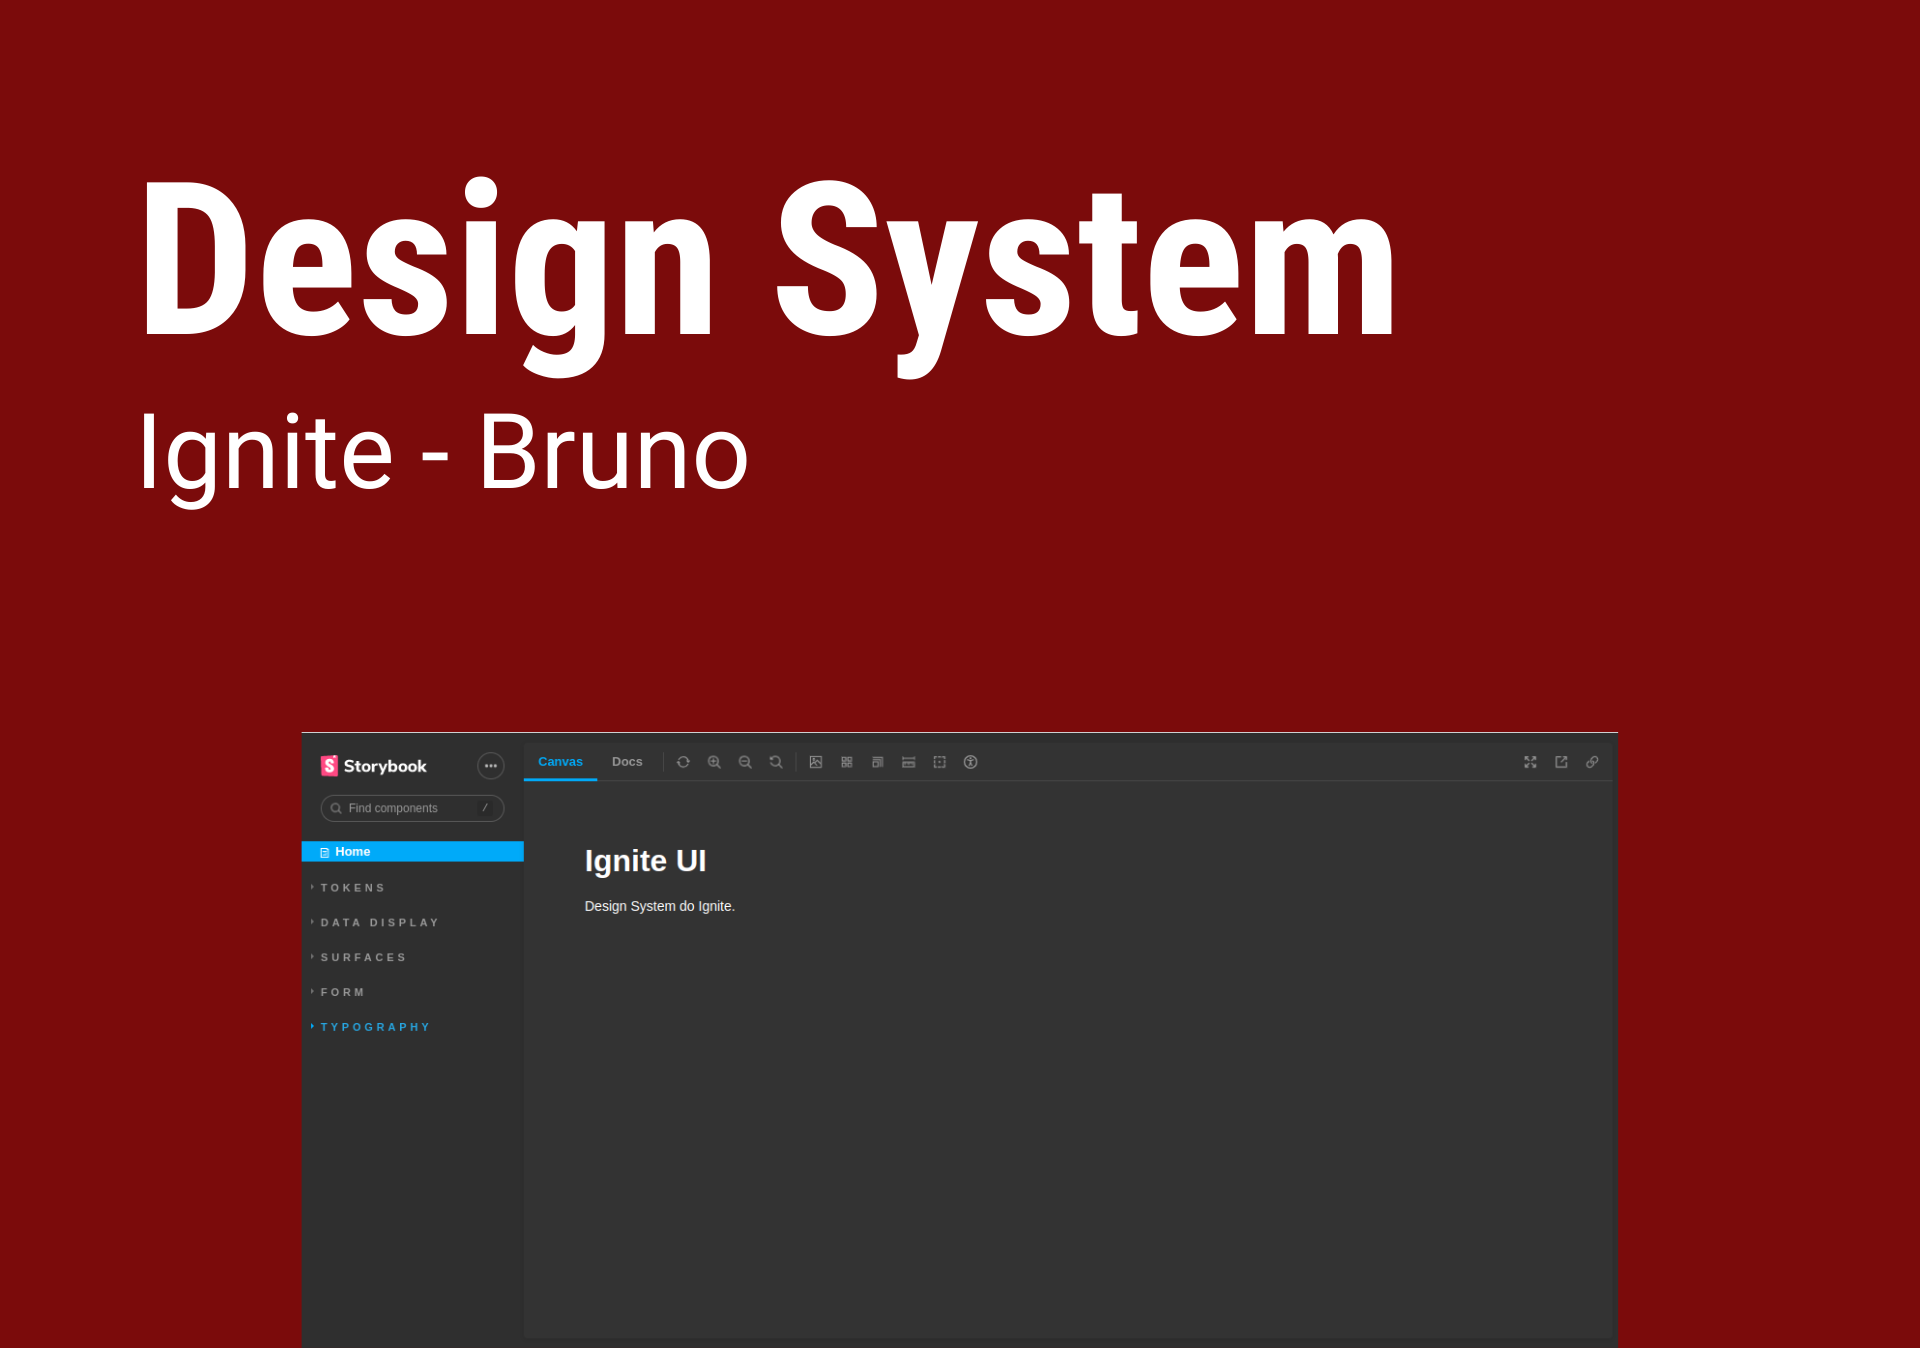 Design System
Ignite - Bruno
Storybook
Find components /
Home
TOKENS
DATA DISPLAY
SURFACES
FORM
TYPOGRAPHY
Canvas Docs
Ignite UI
Design System do Ignite.